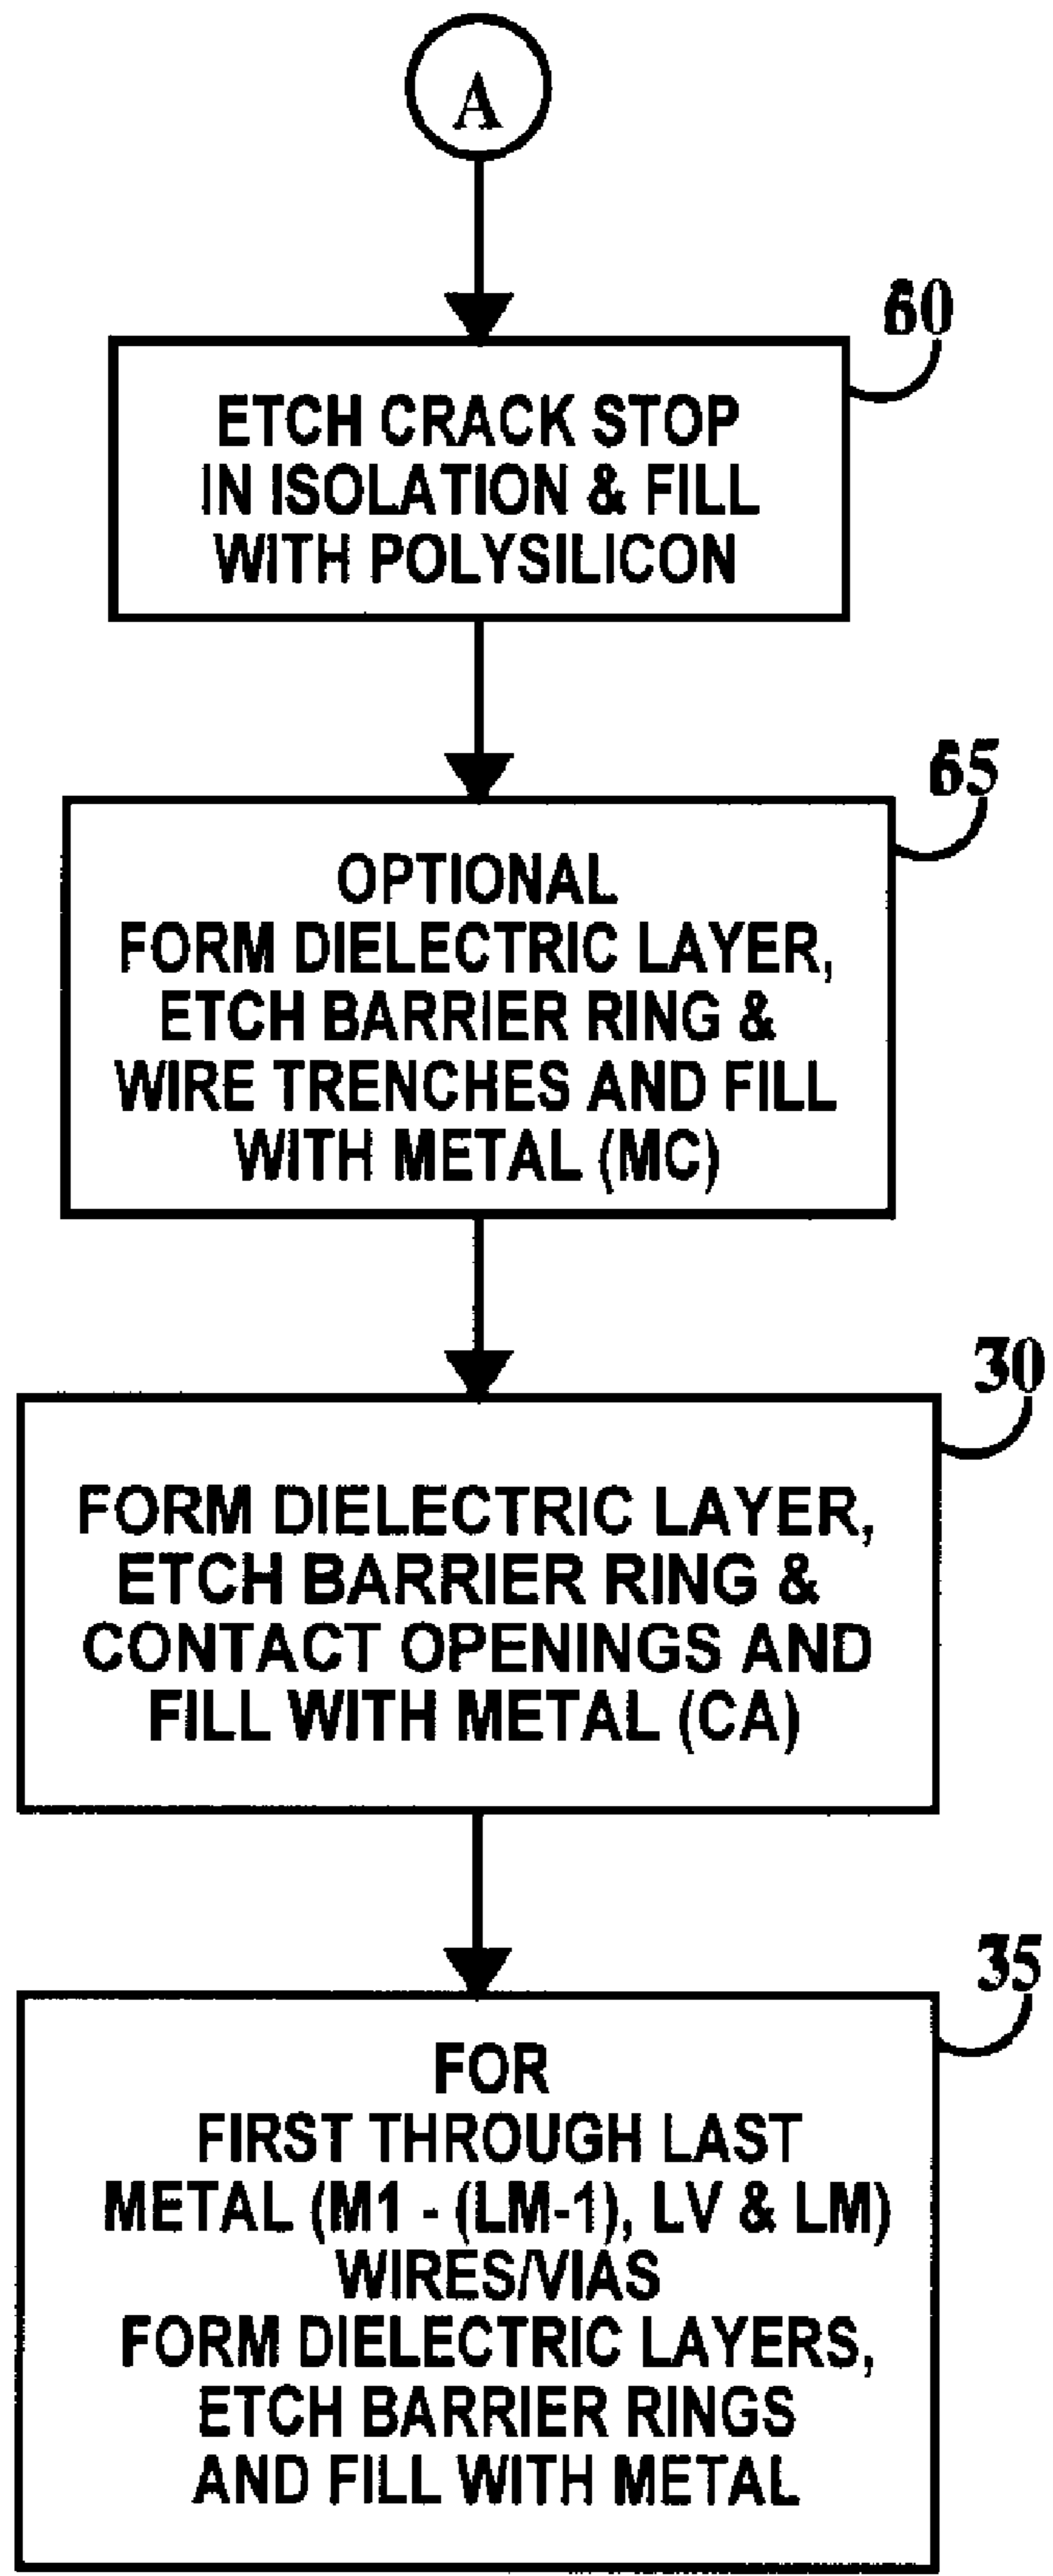 A
60
ETCH CRACK STOP
IN ISOLATION & FILL
WITH POLYSILICON
65
OPTIONAL
FORM DIELECTRIC LAYER,
ETCH BARRIER RING &
WIRE TRENCHES AND FILL
WITH METAL (MC)
30
FORM DIELECTRIC LAYER,
ETCH BARRIER RING &
CONTACT OPENINGS AND
FILL WITH METAL (CA)
35
FOR
FIRST THROUGH LAST
METAL (M1 - (LM-1), LV & LM)
WIRES/VIAS
FORM DIELECTRIC LAYERS,
ETCH BARRIER RINGS
AND FILL WITH METAL